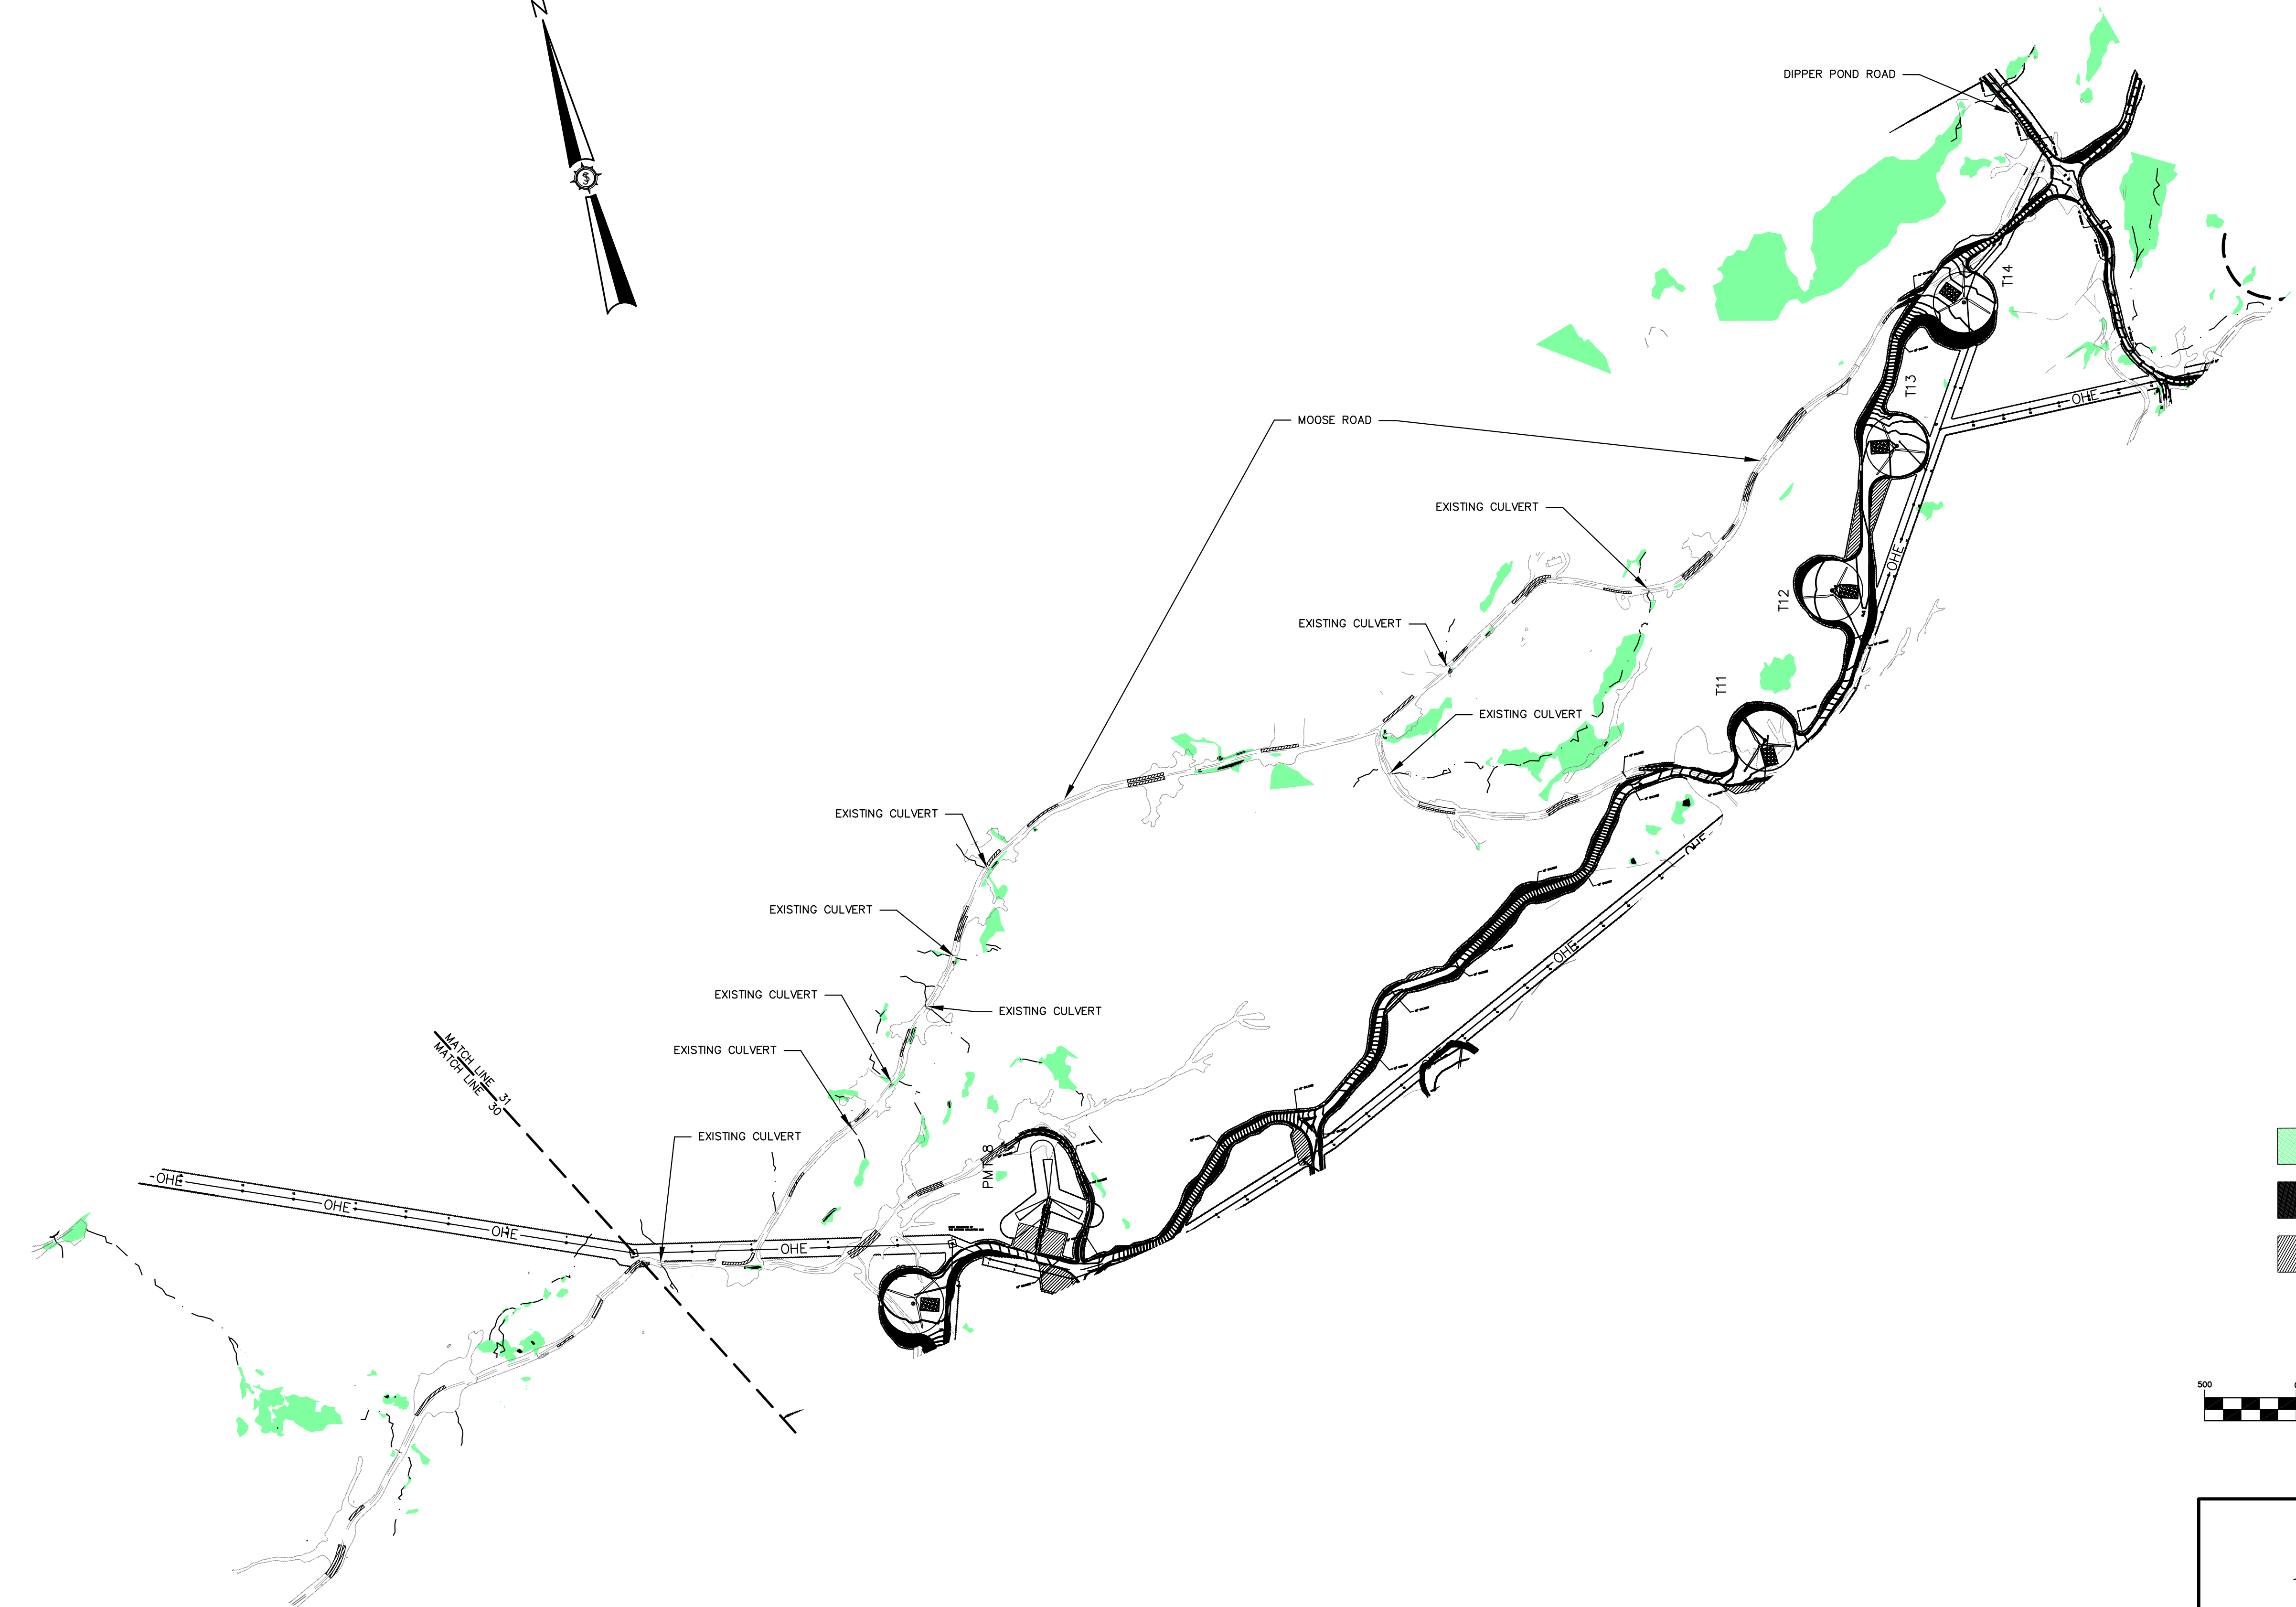 N
DIPPER POND ROAD
T14
T13
OHE
MOOSE ROAD
EXISTING CULVERT
OHE
T12
EXISTING CULVERT
T11
EXISTING CULVERT
EXISTING CULVERT
OHE
EXISTING CULVERT
OHE
EXISTING CULVERT
EXISTING CULVERT
EXISTING CULVERT
MATCH LINE 31
MATCH LINE 30
EXISTING CULVERT
PMT 8
OHE
OHE
OHE
OHE
500